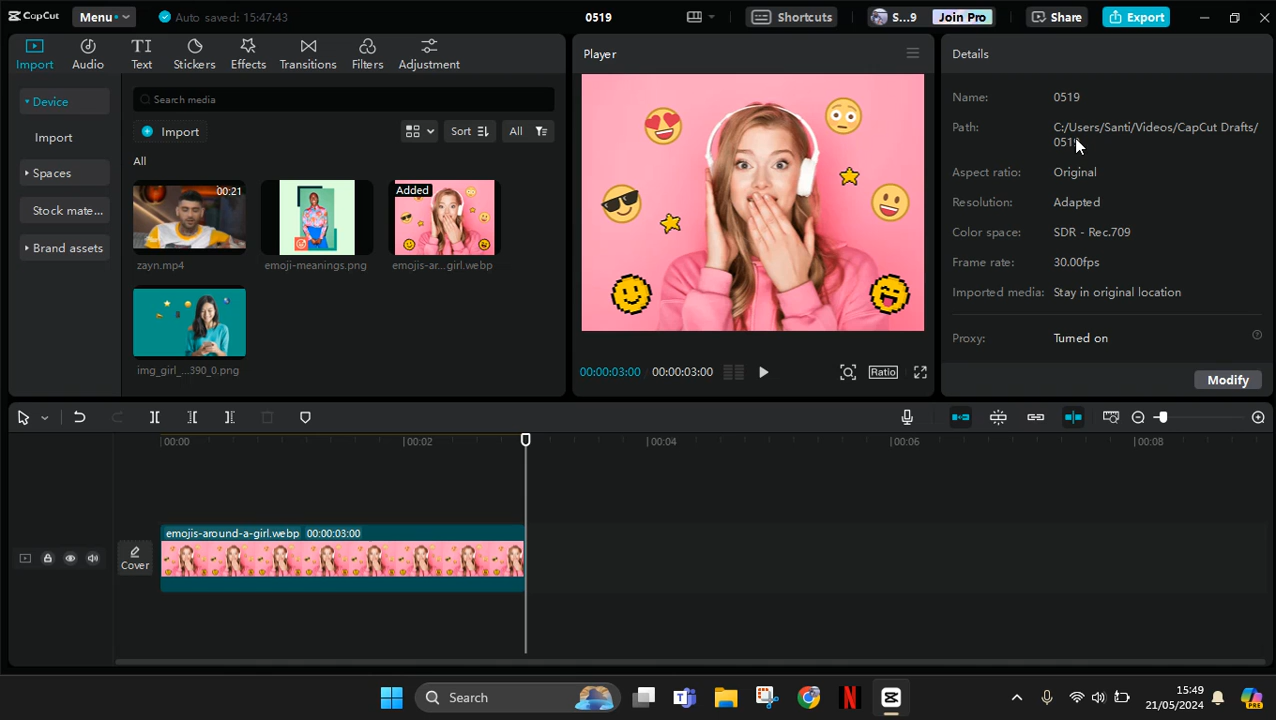 CapCut
Menu
Auto saved: 15:47:43
0519
Shortcuts
S...9
Join Pro
Share
Export
Import
Audio
Text
Stickers
Effects
Transitions
Filters
Adjustment
Device
Import
Spaces
Stock mate...
Brand assets
Search media
Import
Sort
All
All
00:21
zayn.mp4
emoji-meanings.png
Added
emojis-ar...girl.webp
img_girl_...390_0.png
Player
00:00:03:00 / 00:00:03:00
Ratio
Details
Name: 0519
Path: C:/Users/Santi/Videos/CapCut Drafts/
0519
Aspect ratio: Original
Resolution: Adapted
Color space: SDR - Rec.709
Frame rate: 30.00fps
Imported media: Stay in original location
Proxy: Turned on
Modify
00:00
00:02
00:04
00:06
00:08
Cover
emojis-around-a-girl.webp 00:00:03:00
Search
15:49
21/05/2024
PRE